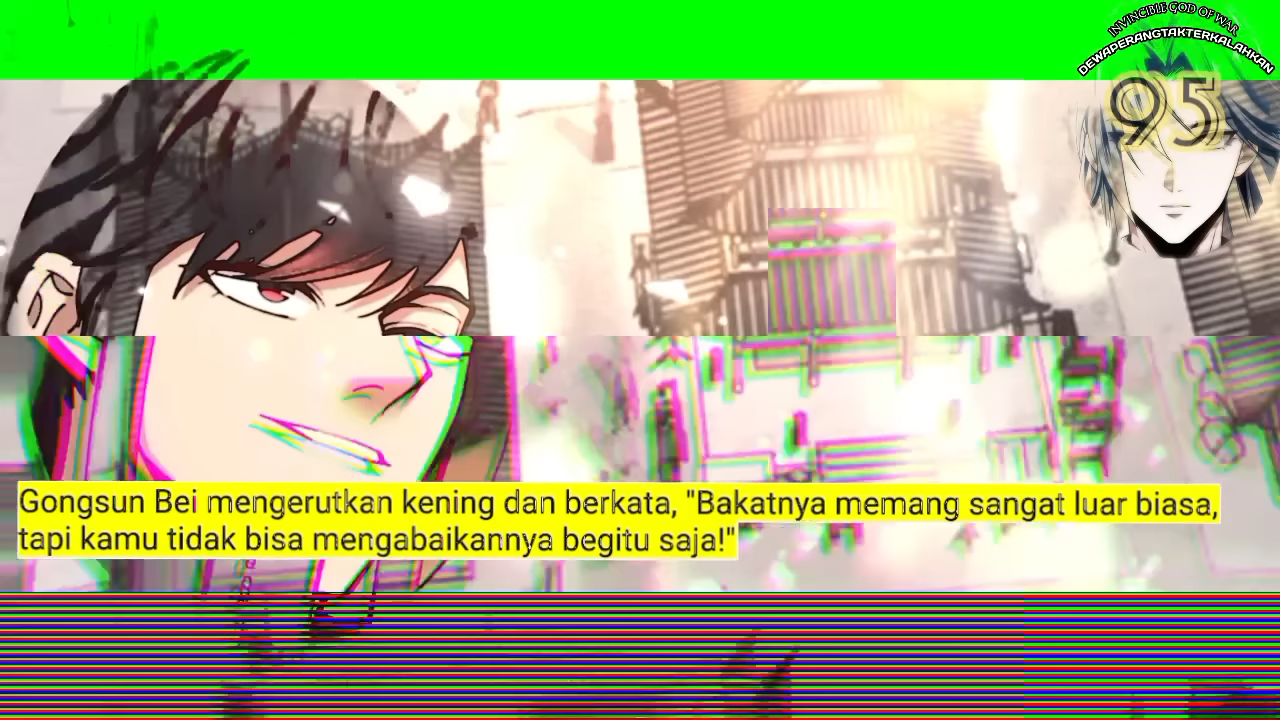 INVINCIBLE GOD OF WAR
DEWAPERANGTAKTERKALAHKAN
95
Gongsun Bei mengerutkan kening dan berkata, "Bakatnya memang sangat luar biasa,
tapi kamu tidak bisa mengabaikannya begitu saja!"